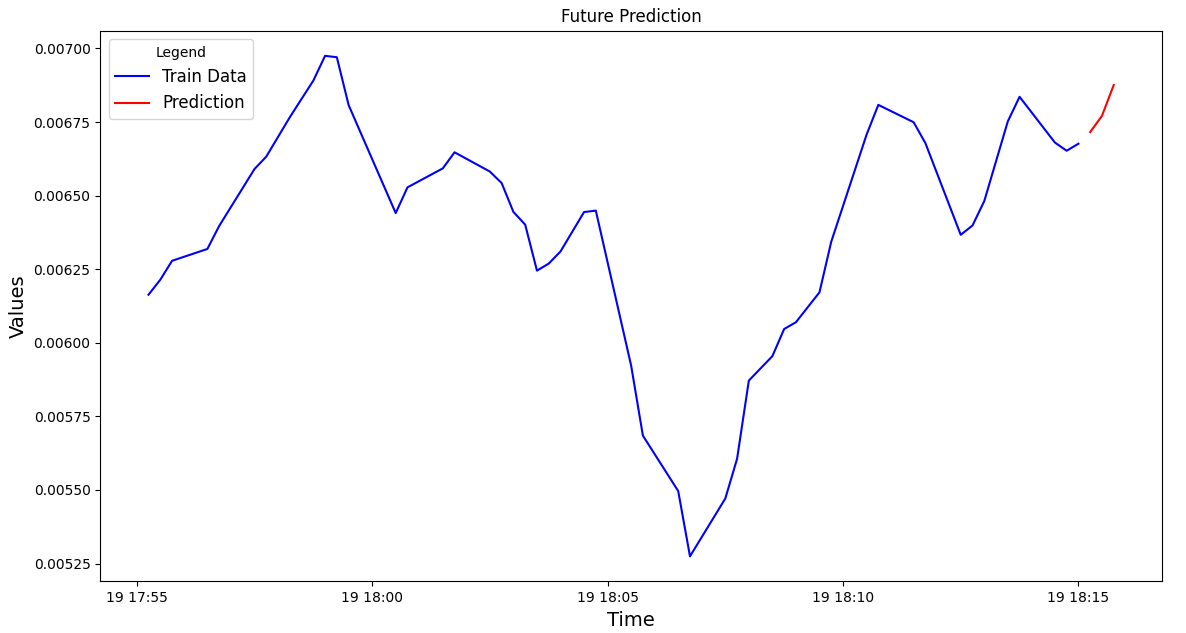 Future Prediction
Legend
Train Data
Prediction
Values
0.00700
0.00675
0.00650
0.00625
0.00600
0.00575
0.00550
0.00525
19 17:55
19 18:00
19 18:05
19 18:10
19 18:15
Time